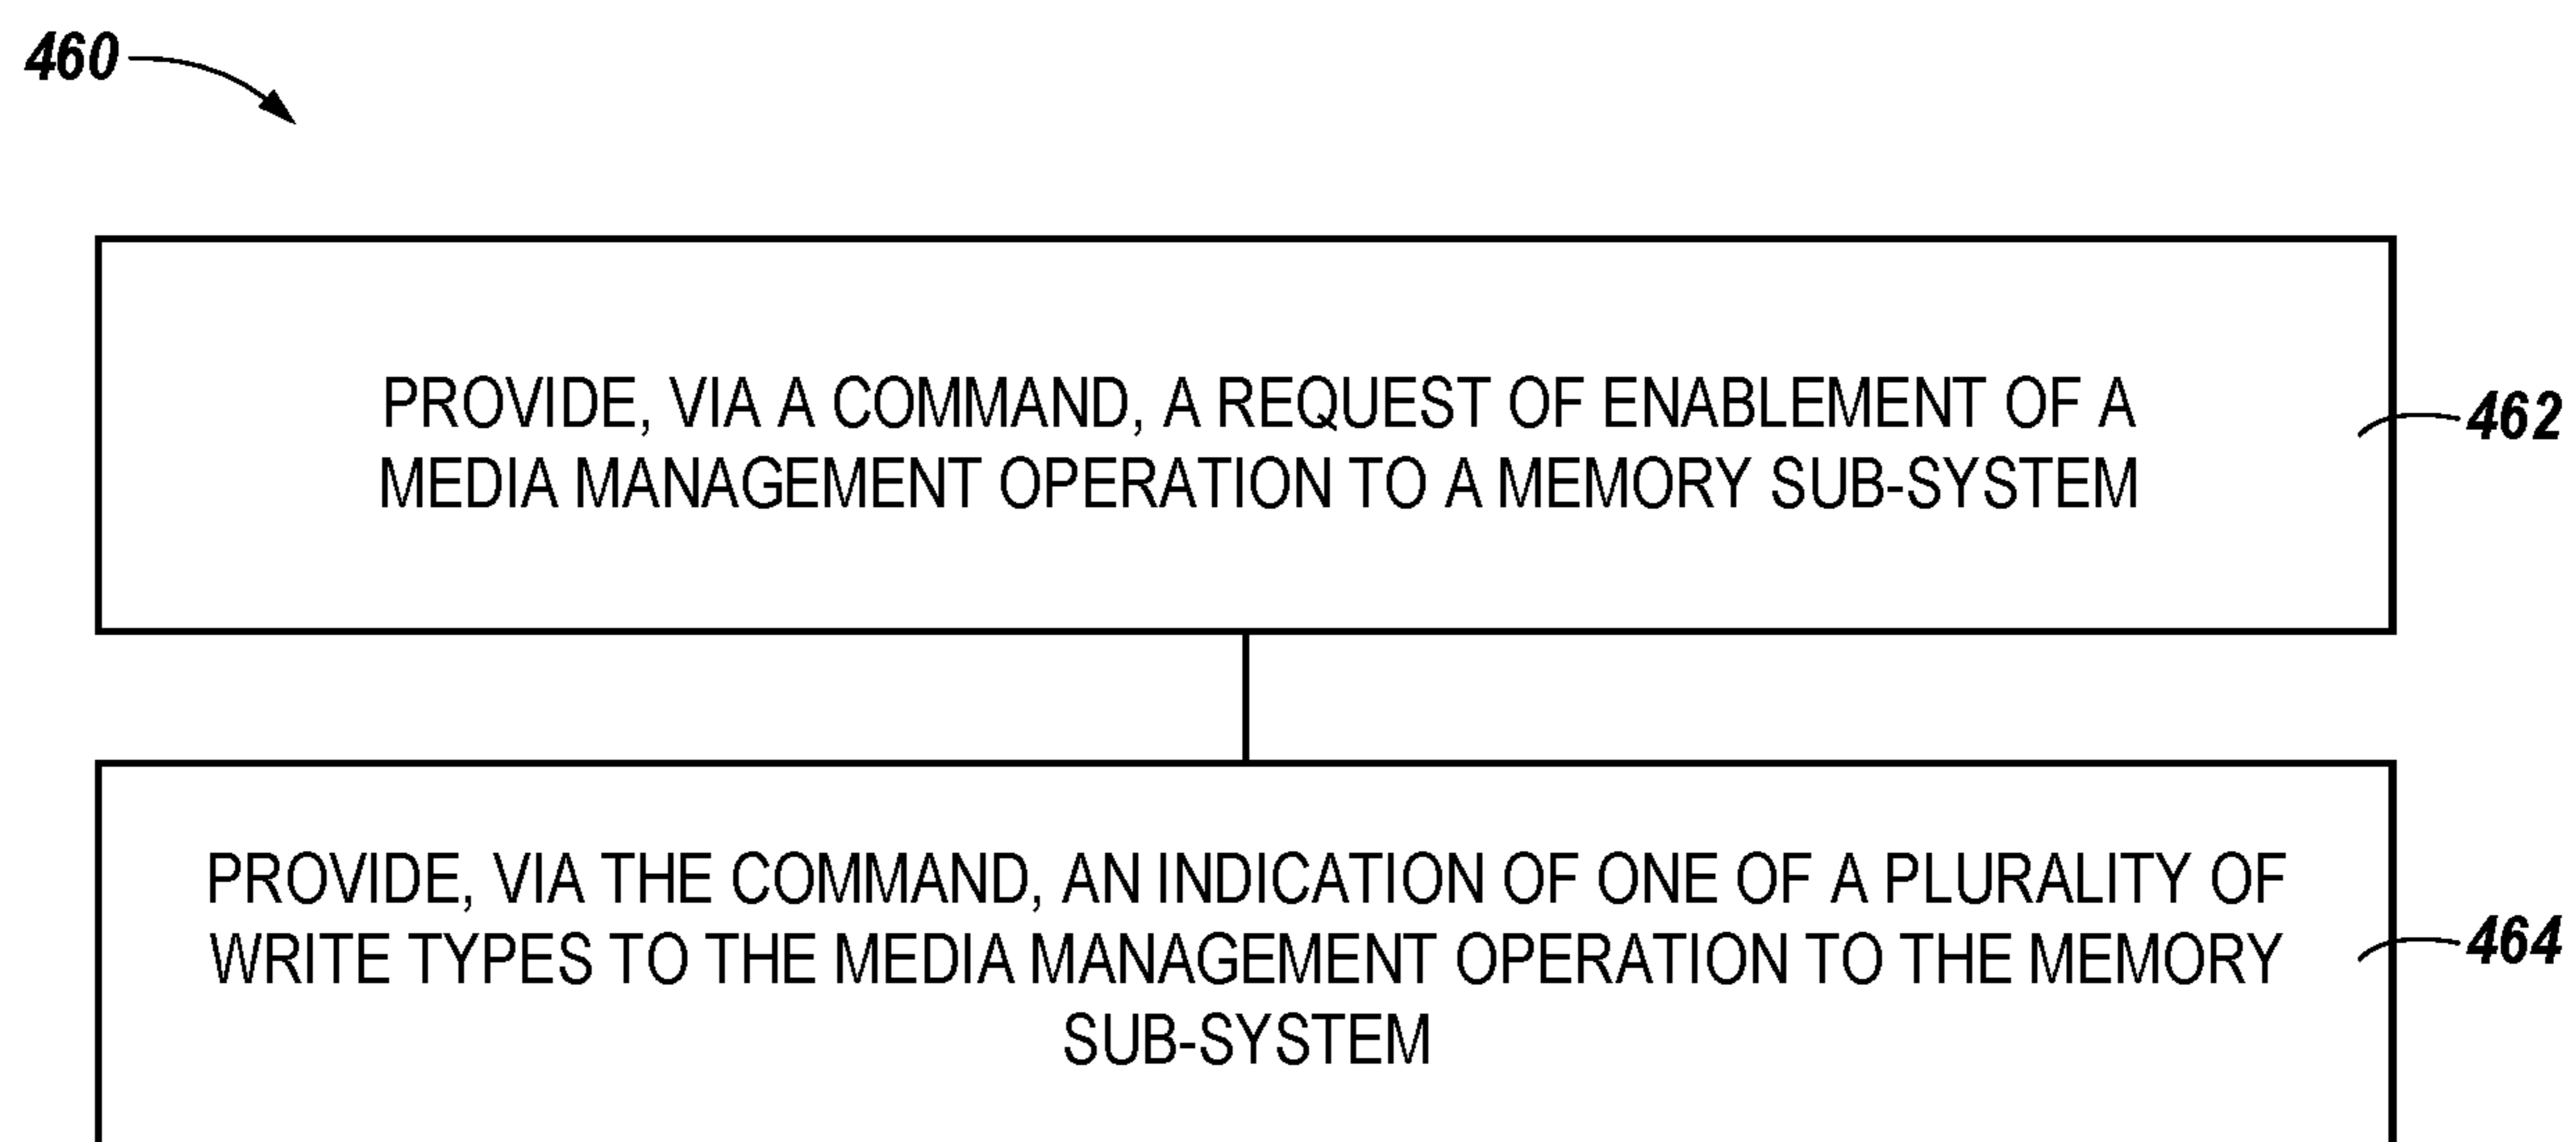 460
PROVIDE, VIA A COMMAND, A REQUEST OF ENABLEMENT OF A
MEDIA MANAGEMENT OPERATION TO A MEMORY SUB-SYSTEM
462
PROVIDE, VIA THE COMMAND, AN INDICATION OF ONE OF A PLURALITY OF
WRITE TYPES TO THE MEDIA MANAGEMENT OPERATION TO THE MEMORY
SUB-SYSTEM
464